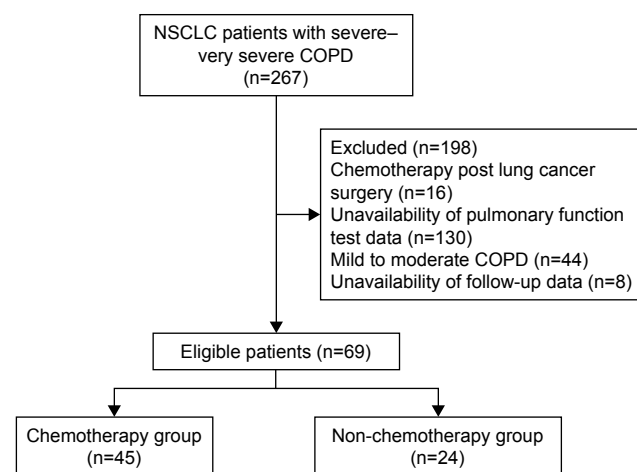 NSCLC patients with severe–
very severe COPD
(n=267)
Excluded (n=198)
Chemotherapy post lung cancer
surgery (n=16)
Unavailability of pulmonary function
test data (n=130)
Mild to moderate COPD (n=44)
Unavailability of follow-up data (n=8)
Eligible patients (n=69)
Chemotherapy group
(n=45)
Non-chemotherapy group
(n=24)